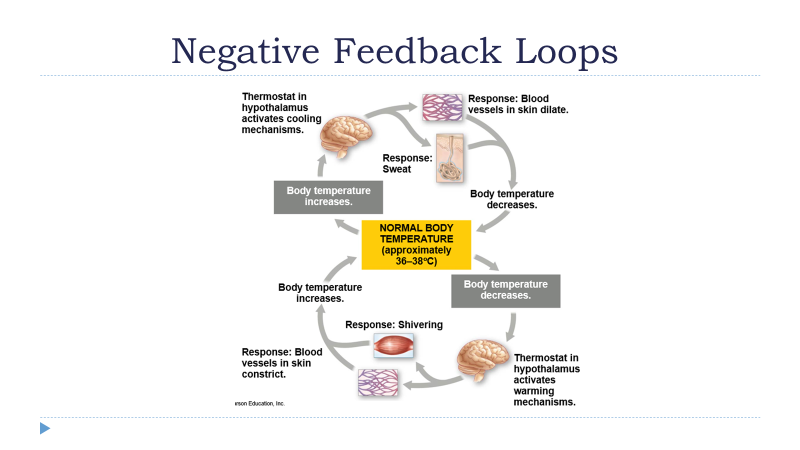 Negative Feedback Loops
Thermostat in
hypothalamus
activates cooling
mechanisms.
Response: Blood
vessels in skin dilate.
Response:
Sweat
Body temperature
increases.
Body temperature
decreases.
NORMAL BODY
TEMPERATURE
(approximately
36–38°C)
Body temperature
increases.
Body temperature
decreases.
Response: Shivering
Response: Blood
vessels in skin
constrict.
Thermostat in
hypothalamus
activates
warming
mechanisms.
rson Education, Inc.